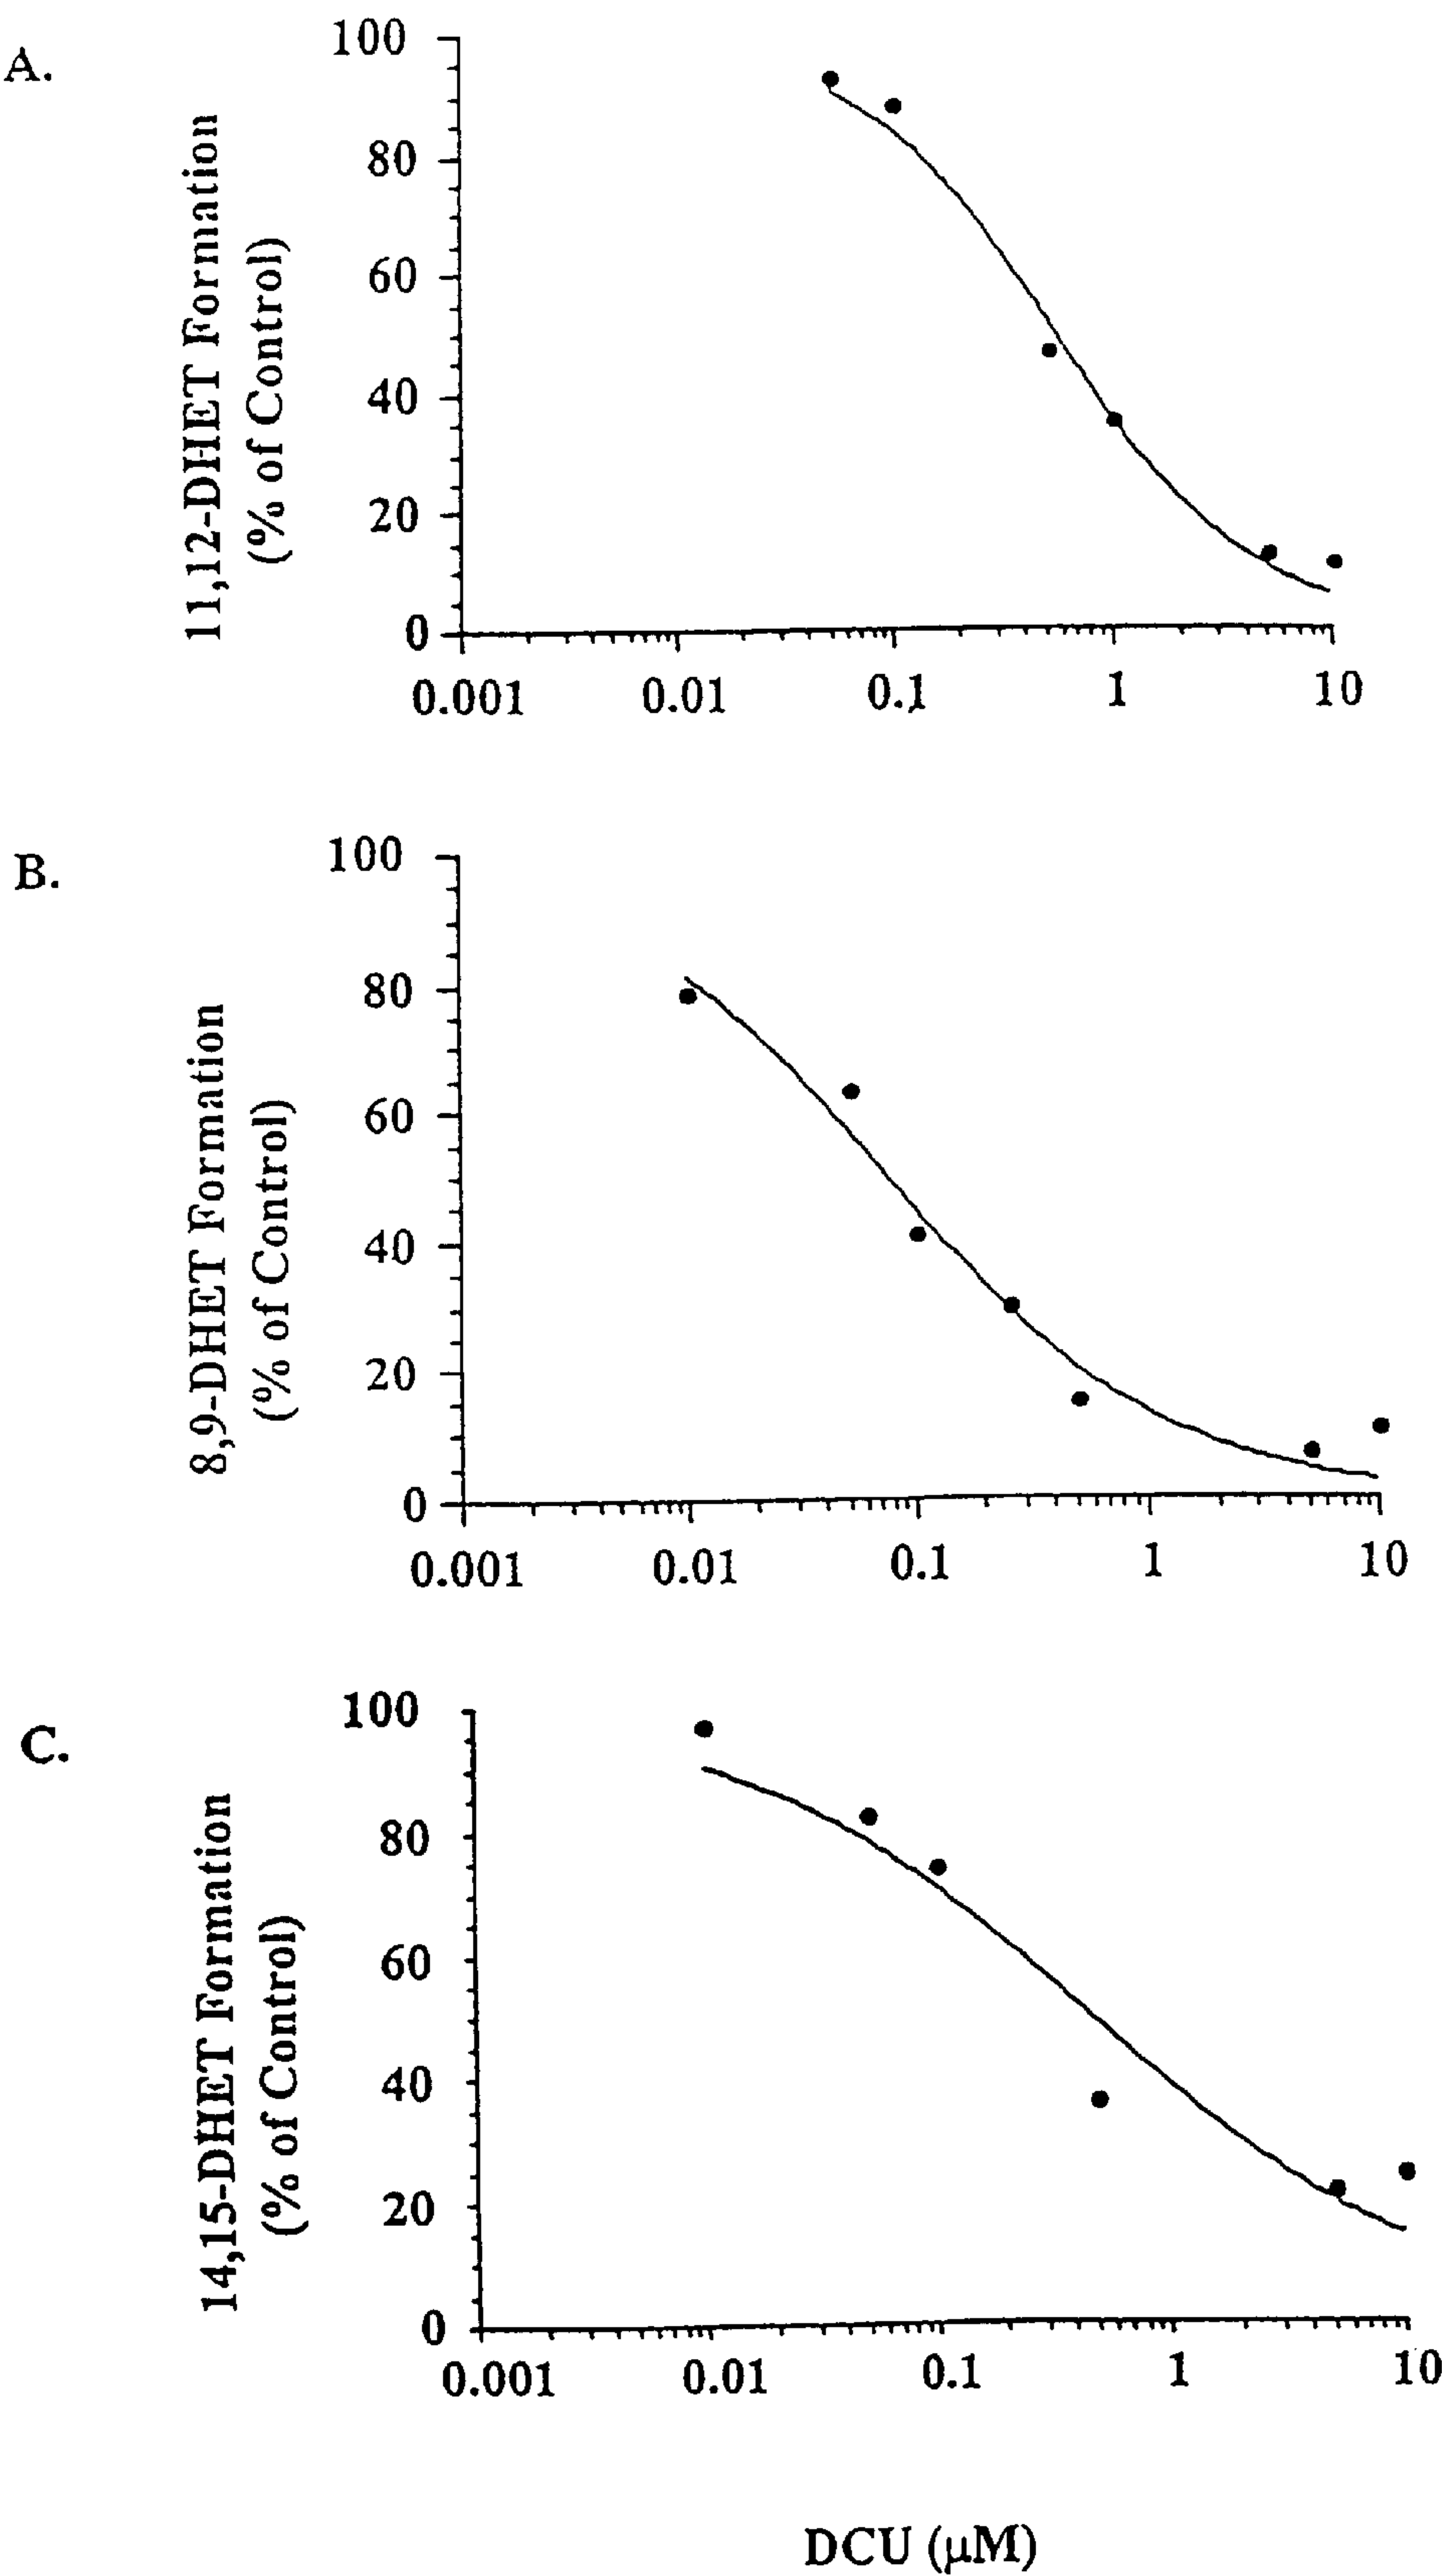 A.
11,12-DHET Formation
(% of Control)
100
80
60
40
20
0
0.001 0.01 0.1 1 10
B.
8,9-DHET Formation
(% of Control)
100
80
60
40
20
0
0.001 0.01 0.1 1 10
C.
14,15-DHET Formation
(% of Control)
100
80
60
40
20
0
0.001 0.01 0.1 1 10
DCU (µM)